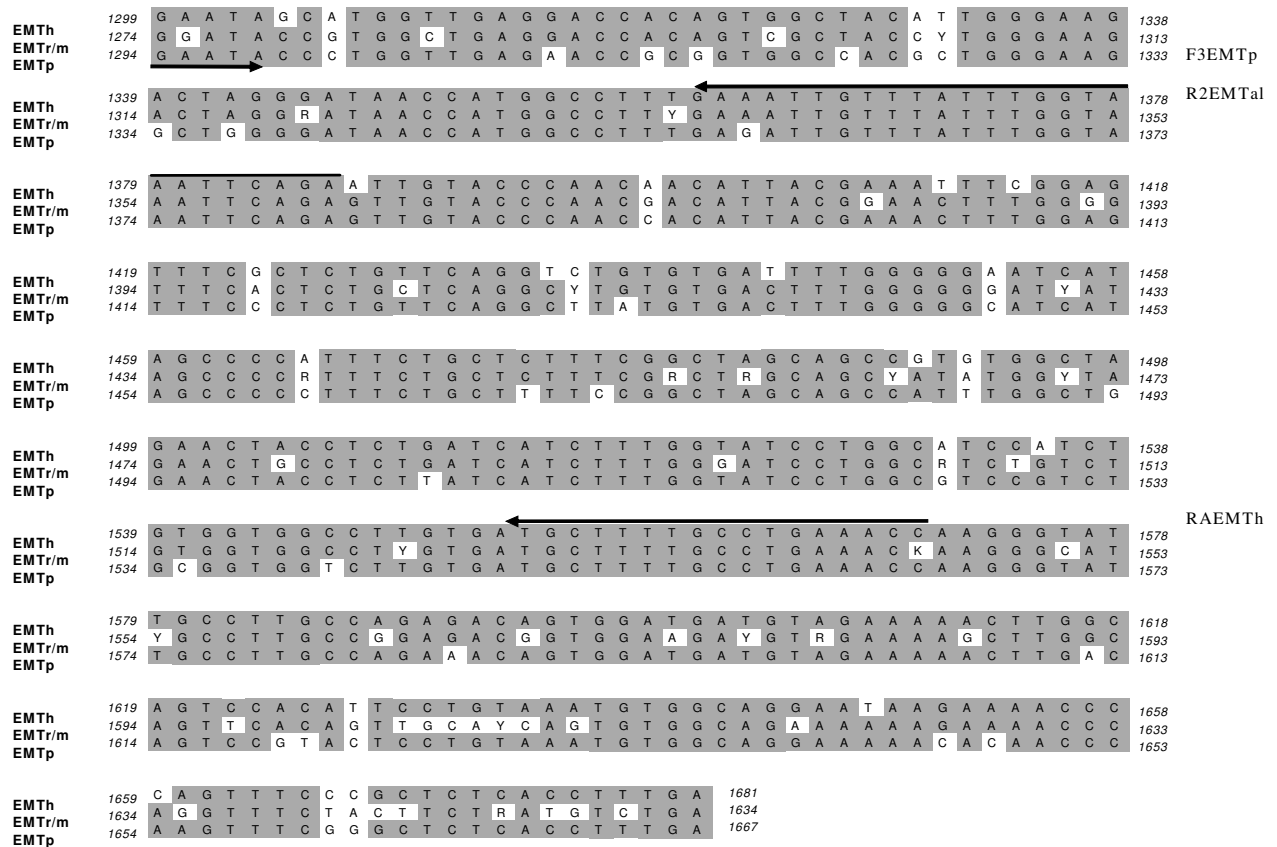 EMTh 1299 G A A T A G C A T G G T T G A G G A C C A C A G T G G C T A C A T T G G G A A G 1338
EMTr/m 1274 G G A T A C C G T G G C T G A G G A C C A C A G T C G C T A C C Y T G G G A A G 1313
EMTp 1294 G A A T A C C C T G G T T G A G A A C C G C G G T G G C C A C G C T G G G A A G 1333 F3EMTp
R2EMTal
EMTh 1339 A C T A G G G A T A A C C A T G G C C T T T G A A A T T G T T T A T T T G G T A 1378
EMTr/m 1314 A C T A G G R A T A A C C A T G G C C T T Y G A A A T T G T T T A T T T G G T A 1353
EMTp 1334 G C T G G G G A T A A C C A T G G C C T T T G A G A T T G T T T A T T T G G T A 1373
EMTh 1379 A A T T C A G A A T T G T A C C C A A C A A C A T T A C G A A A T T T C G G A G 1418
EMTr/m 1354 A A T T C A G A G T T G T A C C C A A C G A C A T T A C G G A A C T T T G G G G 1393
EMTp 1374 A A T T C A G A G T T G T A C C C A A C C A C A T T A C G A A A C T T T G G A G 1413
EMTh 1419 T T T C G C T C T G T T C A G G T C T G T G T G A T T T T G G G G G A A T C A T 1458
EMTr/m 1394 T T T C A C T C T G C T C A G G C Y T G T G T G A C T T T G G G G G G A T Y A T 1433
EMTp 1414 T T T C C C T C T G T T C A G G C T T A T G T G A C T T T G G G G G C A T C A T 1453
EMTh 1459 A G C C C C A T T T C T G C T C T T T C G G C T A G C A G C C G T G T G G C T A 1498
EMTr/m 1434 A G C C C C R T T T C T G C T C T T T C G R C T R G C A G C Y A T A T G G Y T A 1473
EMTp 1454 A G C C C C C T T T C T G C T T T T C C G G C T A G C A G C C A T T T G G C T G 1493
EMTh 1499 G A A C T A C C T C T G A T C A T C T T T G G T A T C C T G G C A T C C A T C T 1538
EMTr/m 1474 G A A C T G C C T C T G A T C A T C T T T G G G A T C C T G G C R T C T G T C T 1513
EMTp 1494 G A A C T A C C T C T T A T C A T C T T T G G T A T C C T G G C G T C C G T C T 1533
RAEMTh
EMTh 1539 G T G G T G G C C T T G T G A T G C T T T T G C C T G A A A C C A A G G G T A T 1578
EMTr/m 1514 G T G G T G G C C T Y G T G A T G C T T T T G C C T G A A A C K A A G G G C A T 1553
EMTp 1534 G C G G T G G T C T T G T G A T G C T T T T G C C T G A A A C C A A G G G T A T 1573
EMTh 1579 T G C C T T G C C A G A G A C A G T G G A T G A T G T A G A A A A A C T T G G C 1618
EMTr/m 1554 Y G C C T T G C C G G A G A C G G T G G A A G A Y G T R G A A A A G C T T G G C 1593
EMTp 1574 T G C C T T G C C A G A A A C A G T G G A T G A T G T A G A A A A A C T T G A C 1613
EMTh 1619 A G T C C A C A T T C C T G T A A A T G T G G C A G G A A T A A G A A A A C C C 1658
EMTr/m 1594 A G T T C A C A G T T G C A Y C A G T G T G G C A G A A A A A A G A A A A C C C 1633
EMTp 1614 A G T C C G T A C T C C T G T A A A T G T G G C A G G A A A A A C A C A A C C C 1653
EMTh 1659 C A G T T T C C C G C T C T C A C C T T T G A 1681
EMTr/m 1634 A G G T T T C T A C T T C T R A T G T C T G A 1634
EMTp 1654 A A G T T T C G G G C T C T C A C C T T T G A 1667